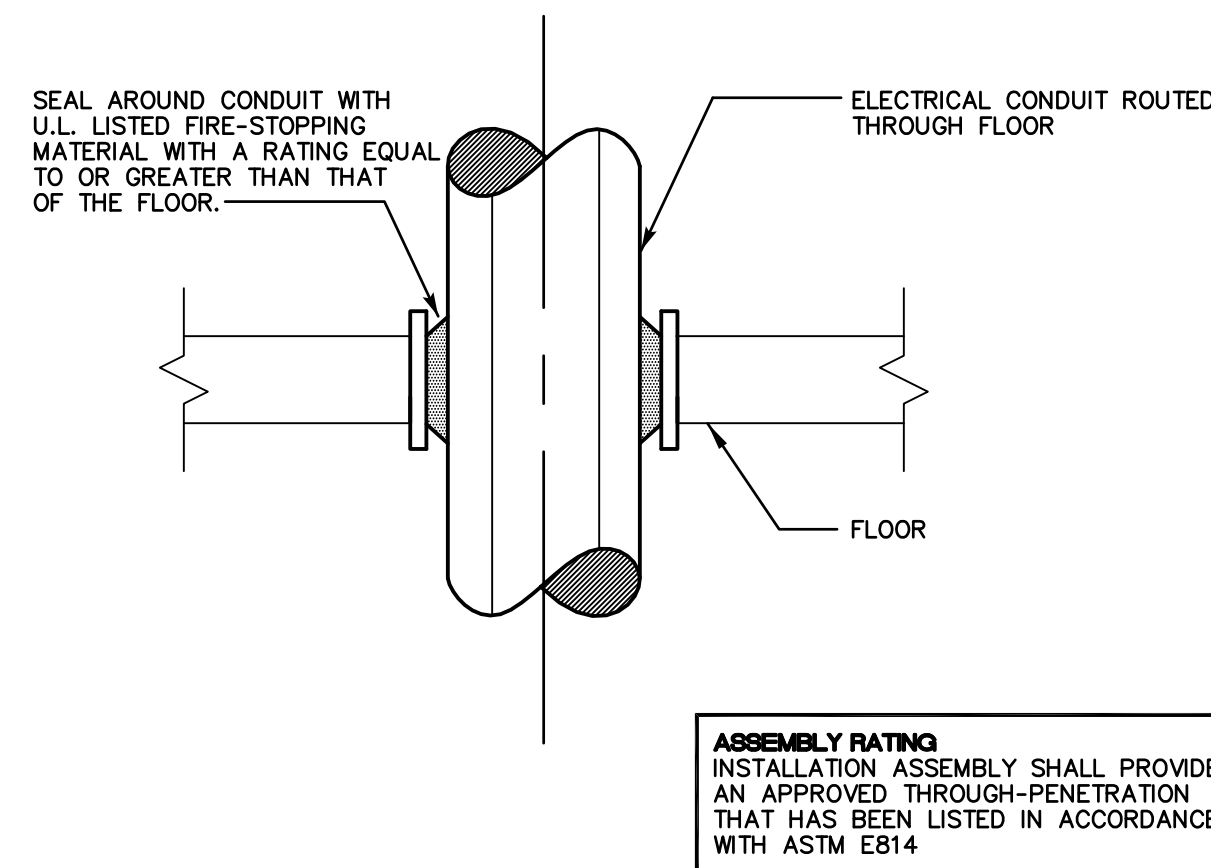 SEAL AROUND CONDUIT WITH
U.L. LISTED FIRE-STOPPING
MATERIAL WITH A RATING EQUAL
TO OR GREATER THAN THAT
OF THE FLOOR.
ELECTRICAL CONDUIT ROUTED
THROUGH FLOOR
FLOOR
ASSEMBLY RATING
INSTALLATION ASSEMBLY SHALL PROVIDE
AN APPROVED THROUGH-PENETRATION
THAT HAS BEEN LISTED IN ACCORDANCE
WITH ASTM E814